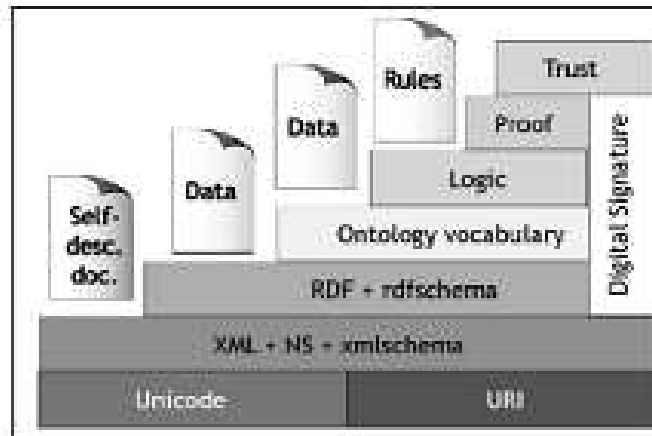 Trust
Rules
Proof
Data
Logic
Data
Digital Signature
Self-
desc.
doc.
Ontology vocabulary
RDF + rdfschema
XML + NS + xmlschema
Unicode
URI